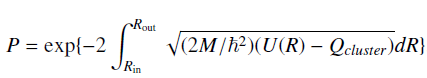 P = exp{−2 ∫_{R_in}^{R_out} √(2M/ħ²)(U(R) − Q_cluster)dR}